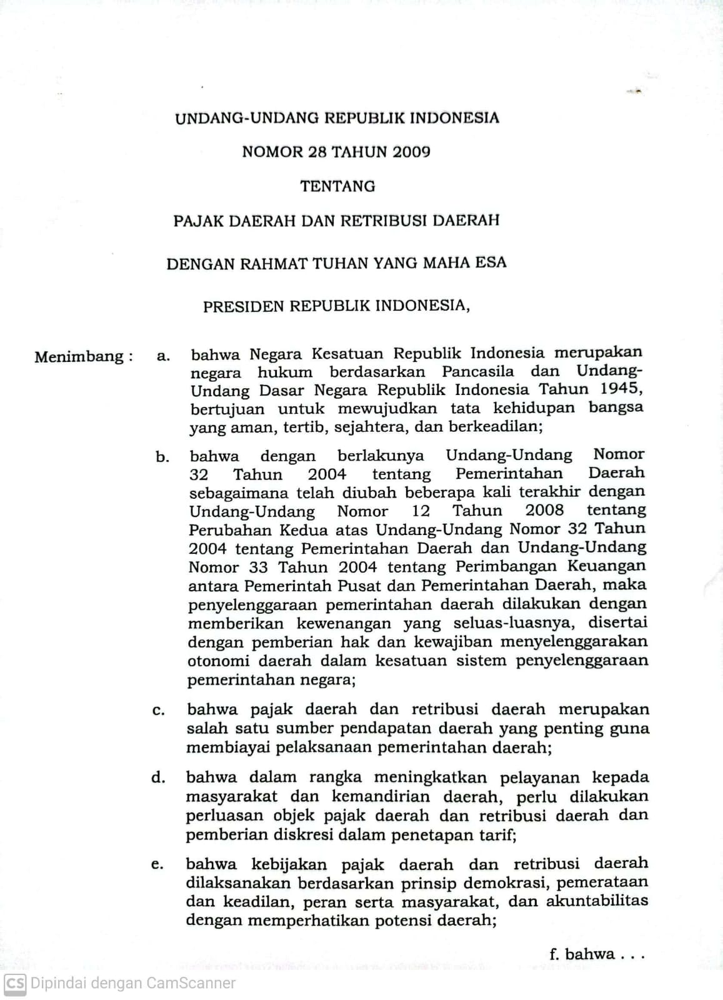 UNDANG-UNDANG REPUBLIK INDONESIA
NOMOR 28 TAHUN 2009
TENTANG
PAJAK DAERAH DAN RETRIBUSI DAERAH
DENGAN RAHMAT TUHAN YANG MAHA ESA
PRESIDEN REPUBLIK INDONESIA,
Menimbang : a. bahwa Negara Kesatuan Republik Indonesia merupakan
negara hukum berdasarkan Pancasila dan Undang-
Undang Dasar Negara Republik Indonesia Tahun 1945,
bertujuan untuk mewujudkan tata kehidupan bangsa
yang aman, tertib, sejahtera, dan berkeadilan;
b. bahwa dengan berlakunya Undang-Undang Nomor
32 Tahun 2004 tentang Pemerintahan Daerah
sebagaimana telah diubah beberapa kali terakhir dengan
Undang-Undang Nomor 12 Tahun 2008 tentang
Perubahan Kedua atas Undang-Undang Nomor 32 Tahun
2004 tentang Pemerintahan Daerah dan Undang-Undang
Nomor 33 Tahun 2004 tentang Perimbangan Keuangan
antara Pemerintah Pusat dan Pemerintahan Daerah, maka
penyelenggaraan pemerintahan daerah dilakukan dengan
memberikan kewenangan yang seluas-luasnya, disertai
dengan pemberian hak dan kewajiban menyelenggarakan
otonomi daerah dalam kesatuan sistem penyelenggaraan
pemerintahan negara;
c. bahwa pajak daerah dan retribusi daerah merupakan
salah satu sumber pendapatan daerah yang penting guna
membiayai pelaksanaan pemerintahan daerah;
d. bahwa dalam rangka meningkatkan pelayanan kepada
masyarakat dan kemandirian daerah, perlu dilakukan
perluasan objek pajak daerah dan retribusi daerah dan
pemberian diskresi dalam penetapan tarif;
e. bahwa kebijakan pajak daerah dan retribusi daerah
dilaksanakan berdasarkan prinsip demokrasi, pemerataan
dan keadilan, peran serta masyarakat, dan akuntabilitas
dengan memperhatikan potensi daerah;
f. bahwa . . .
CS Dipindai dengan CamScanner